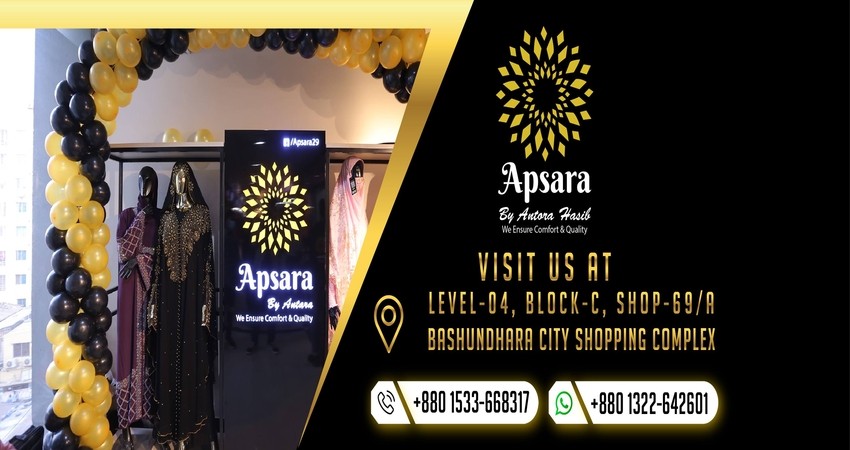 /Apsara29
Apsara
By Antara
We Ensure Comfort & Quality
Apsara
By Antora Hasib
We Ensure Comfort & Quality
VISIT US AT
LEVEL-04, BLOCK-C, SHOP-69/A
BASHUNDHARA CITY SHOPPING COMPLEX
+880 1533-668317
+880 1322-642601